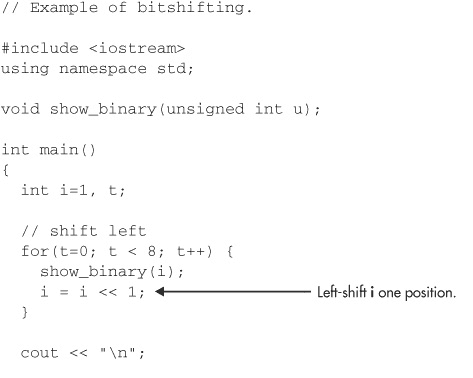 // Example of bitshifting.
#include <iostream>
using namespace std;
void show_binary(unsigned int u);
int main()
{
int i=1, t;
// shift left
for(t=0; t < 8; t++) {
show_binary(i);
i = i << 1; Left-shift i one position.
}
cout << "\n";